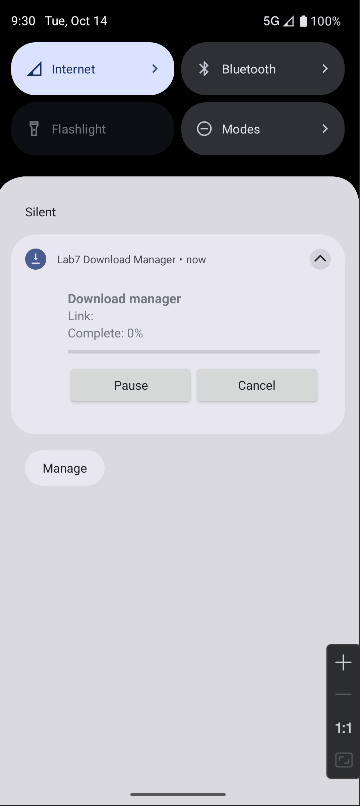 9:30 Tue, Oct 14 5G 100%
Internet Bluetooth
Flashlight Modes
Silent
Lab7 Download Manager • now
Download manager
Link:
Complete: 0%
Pause Cancel
Manage
1:1